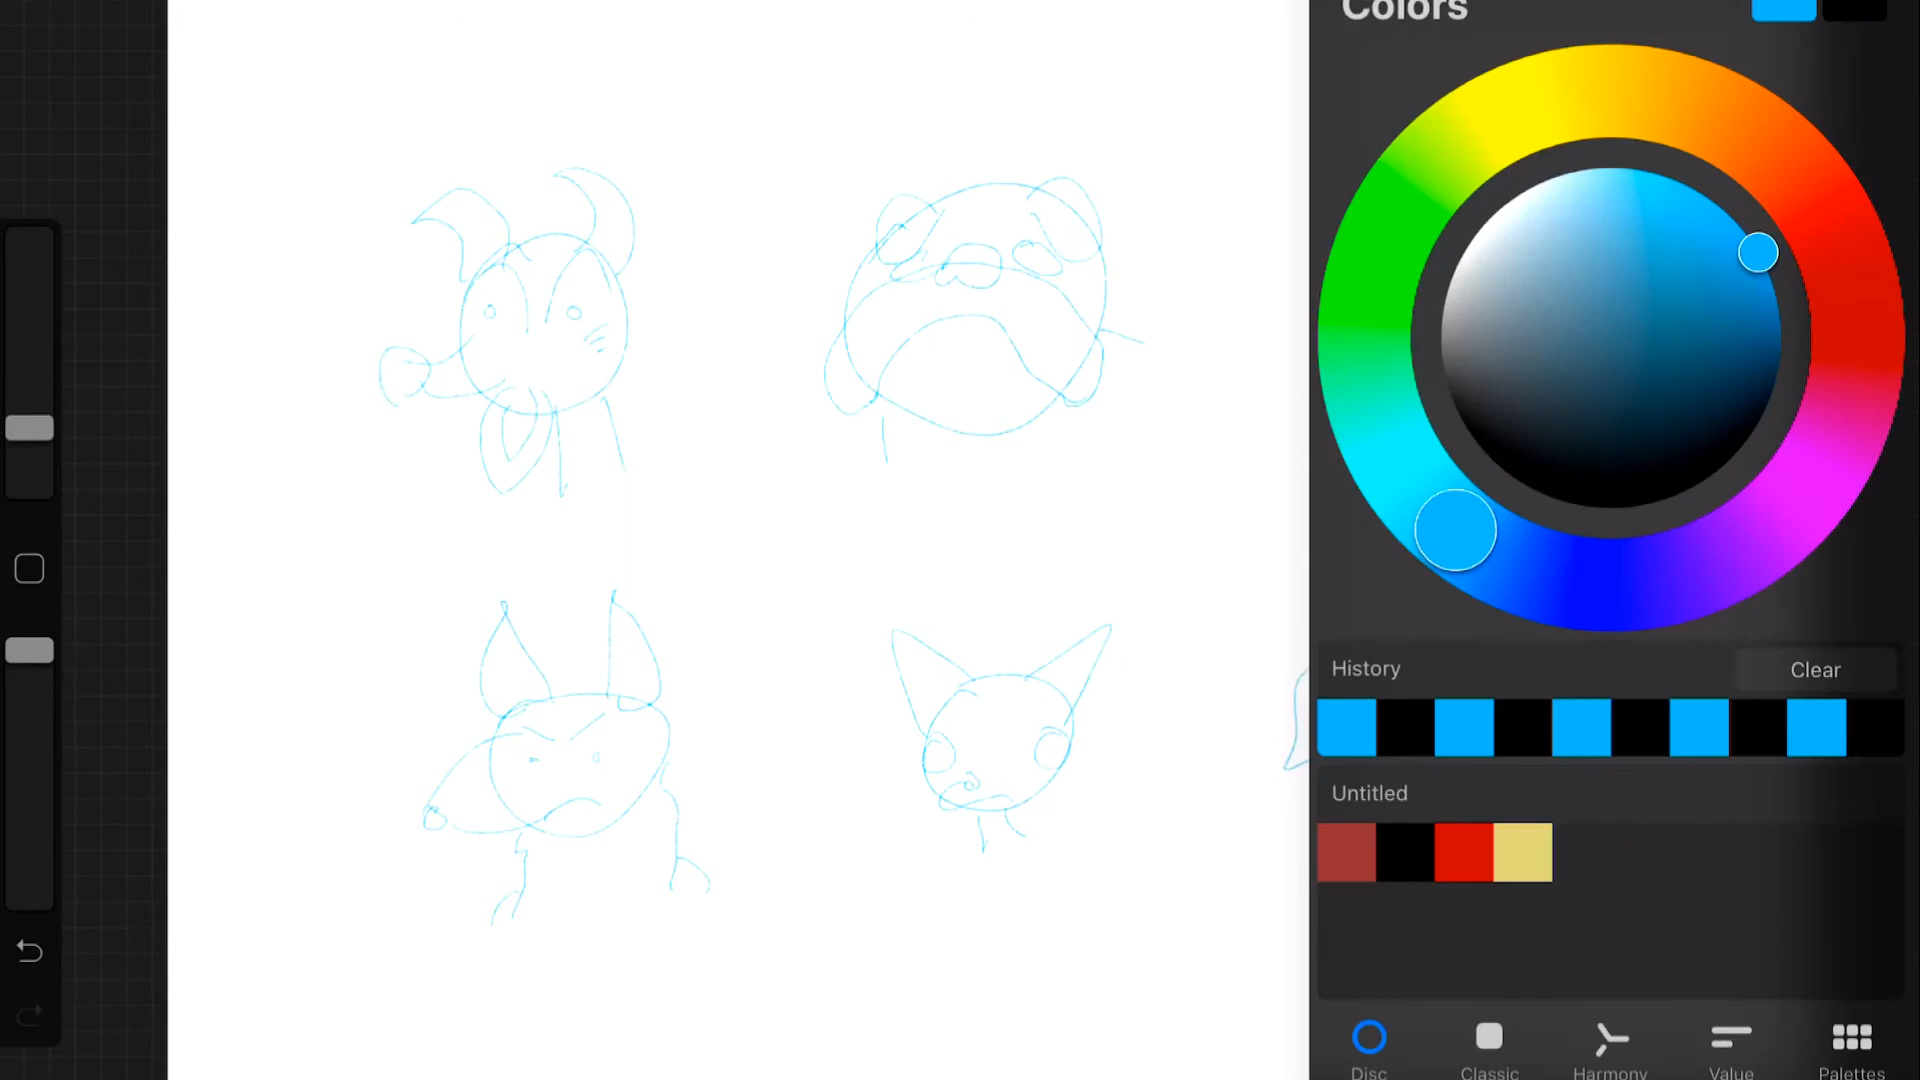 Colors
History
Clear
Untitled
Disc
Classic
Harmony
Value
Palettes